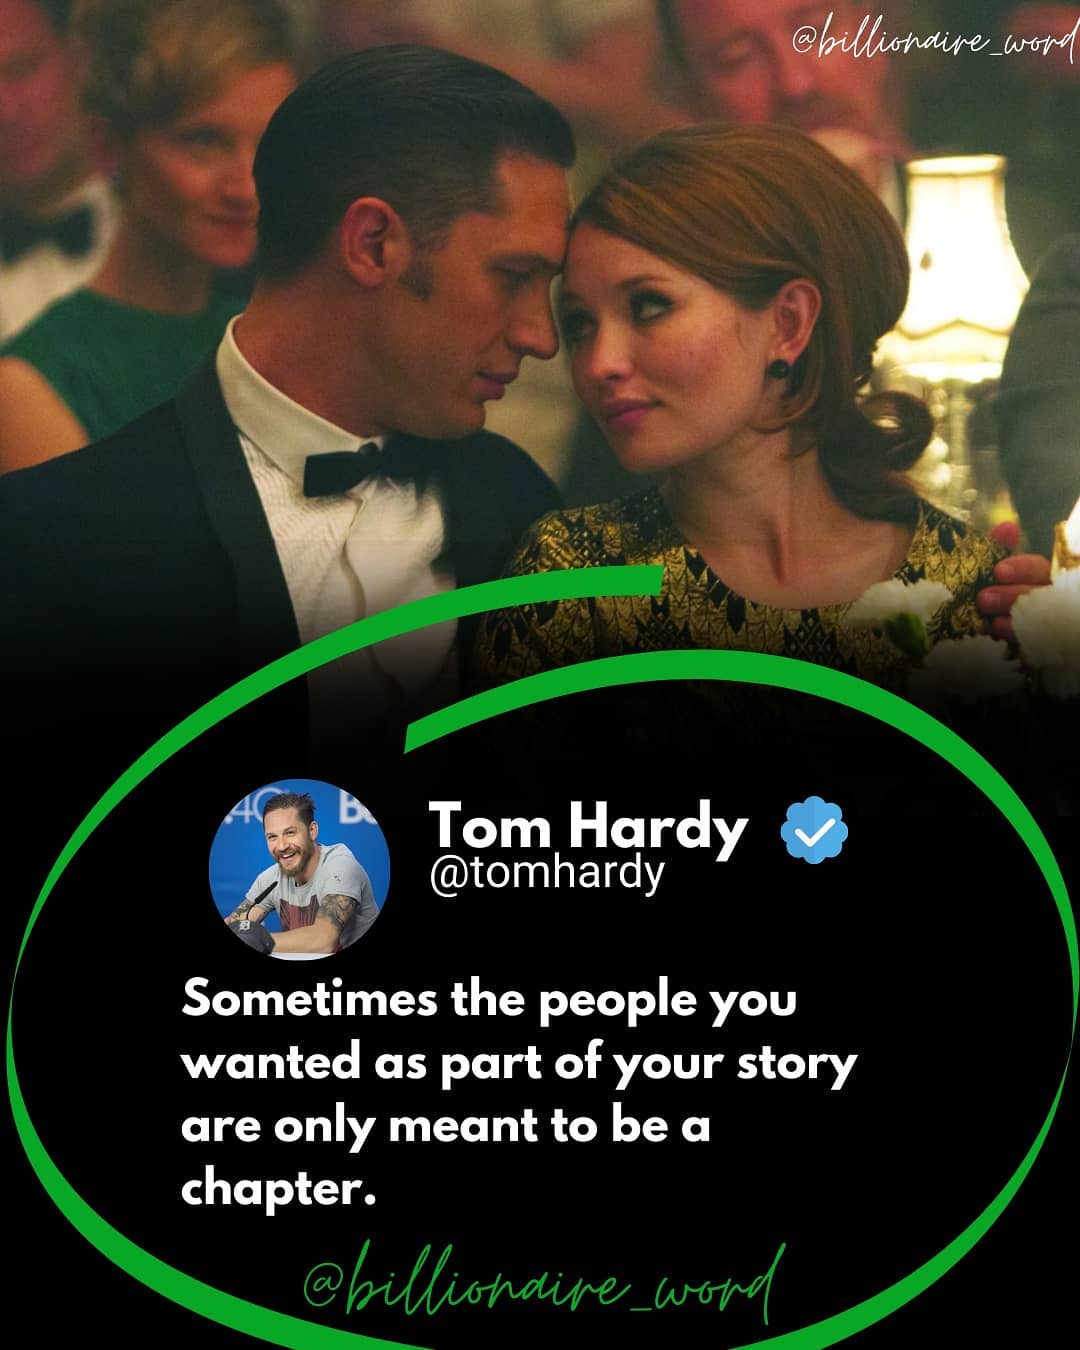 @billionaire_word
Tom Hardy
@tomhardy
Sometimes the people you
wanted as part of your story
are only meant to be a
chapter.
@billionaire_word